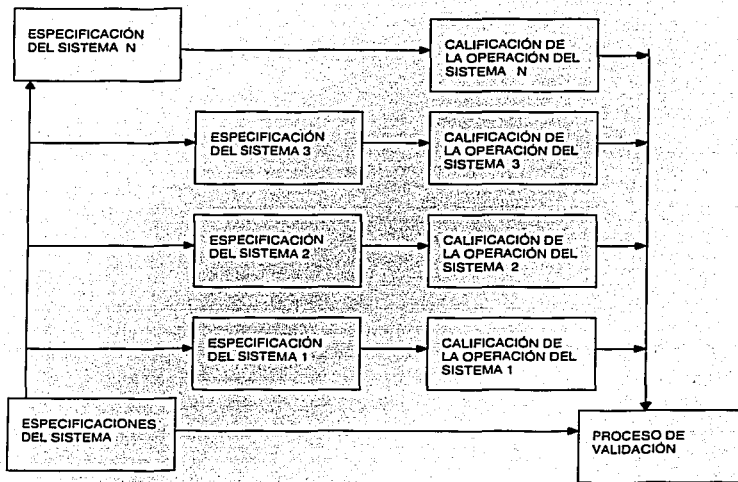 ESPECIFICACIÓN
DEL SISTEMA N
CALIFICACIÓN DE
LA OPERACIÓN DEL
SISTEMA N
ESPECIFICACIÓN
DEL SISTEMA 3
CALIFICACIÓN DE
LA OPERACIÓN DEL
SISTEMA 3
ESPECIFICACIÓN
DEL SISTEMA 2
CALIFICACIÓN DE
LA OPERACIÓN DEL
SISTEMA 2
ESPECIFICACIÓN
DEL SISTEMA 1
CALIFICACIÓN DE
LA OPERACIÓN DEL
SISTEMA 1
ESPECIFICACIONES
DEL SISTEMA
PROCESO DE
VALIDACIÓN